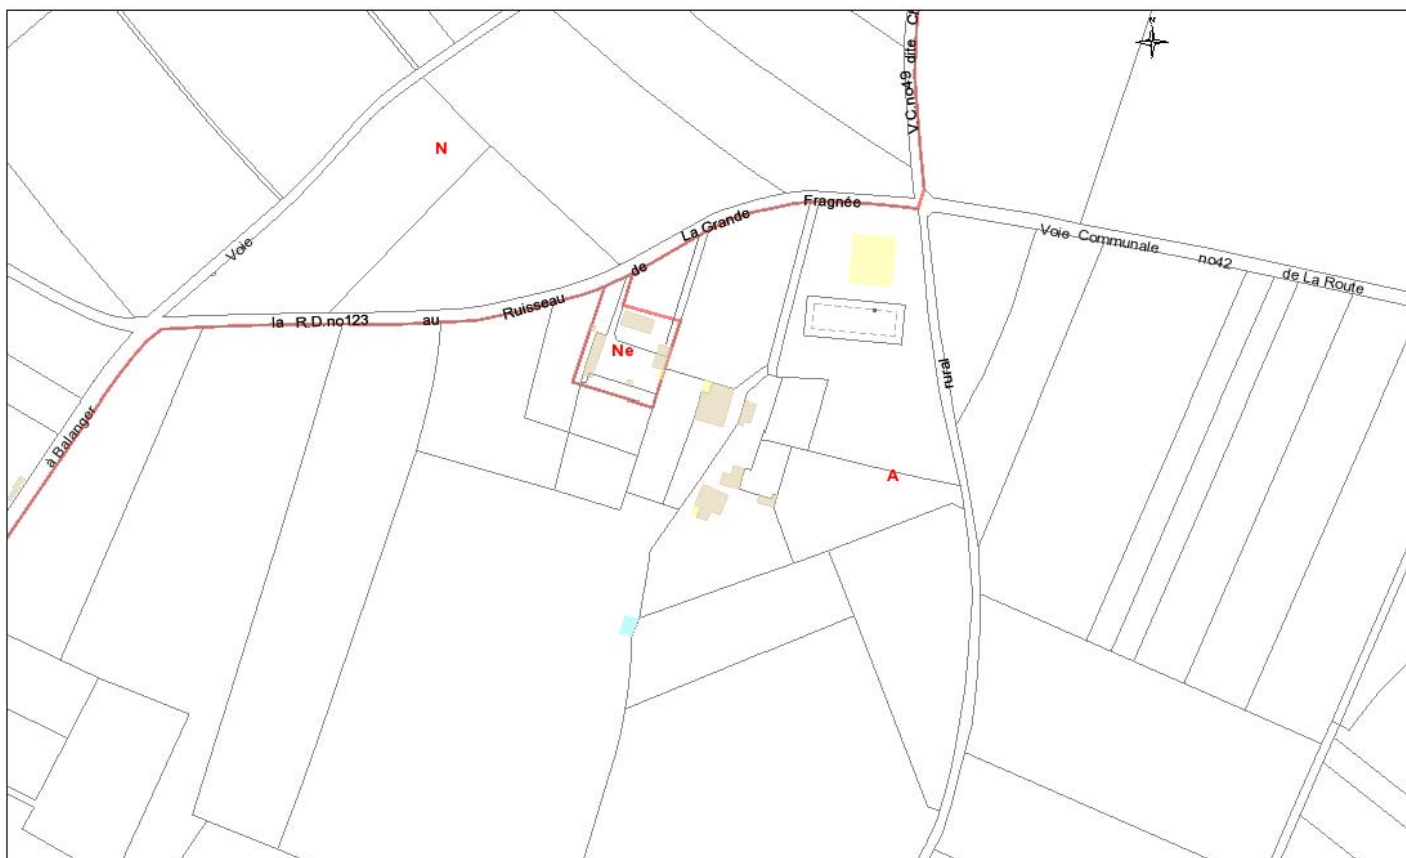 V.C.no49 dite
N
Fragnée
La Grande
Voie
Voie Communale no42 de La Route
de
Ruisseau
la R.D.no123 au
Ne
rural
à Balanger
A